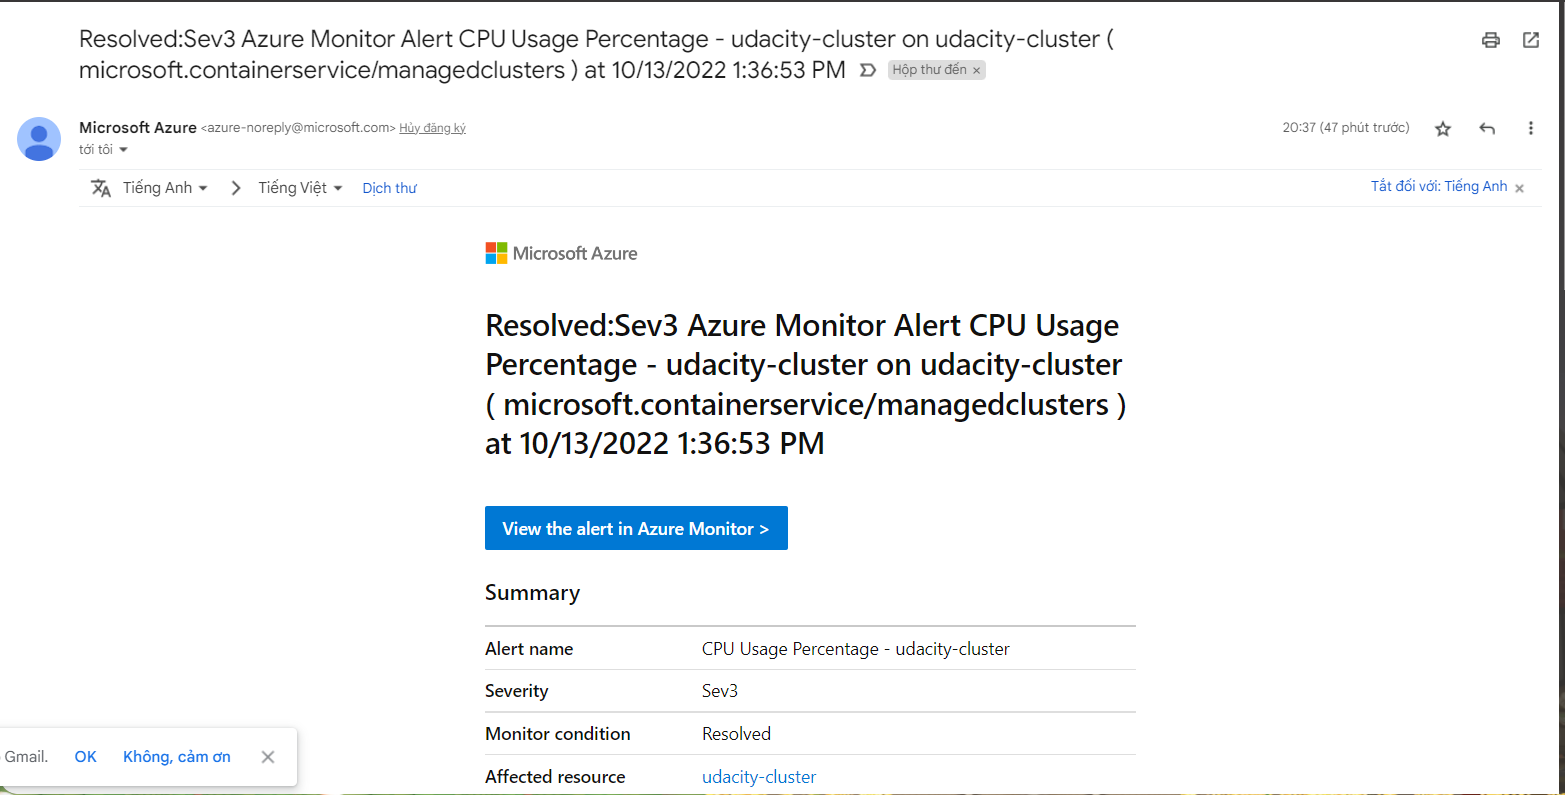 Resolved:Sev3 Azure Monitor Alert CPU Usage Percentage - udacity-cluster on udacity-cluster (
microsoft.containerservice/managedclusters ) at 10/13/2022 1:36:53 PM Hộp thư đến ×
Microsoft Azure <azure-noreply@microsoft.com> Hủy đăng ký
20:37 (47 phút trước)
tới tôi
Tiếng Anh > Tiếng Việt Dịch thư
Tắt đối với: Tiếng Anh ×
Microsoft Azure
Resolved:Sev3 Azure Monitor Alert CPU Usage
Percentage - udacity-cluster on udacity-cluster
( microsoft.containerservice/managedclusters )
at 10/13/2022 1:36:53 PM
View the alert in Azure Monitor >
Summary
Alert name CPU Usage Percentage - udacity-cluster
Severity Sev3
Monitor condition Resolved
Affected resource udacity-cluster
Gmail. OK Không, cảm ơn ×